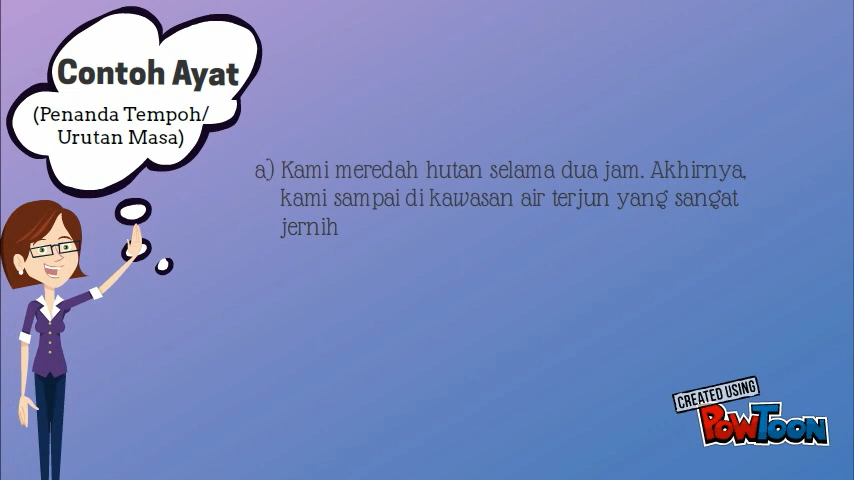 Contoh Ayat
(Penanda Tempoh/
Urutan Masa)
a) Kami meredah hutan selama dua jam. Akhirnya,
kami sampai di kawasan air terjun yang sangat
jernih
CREATED USING
POWTOON